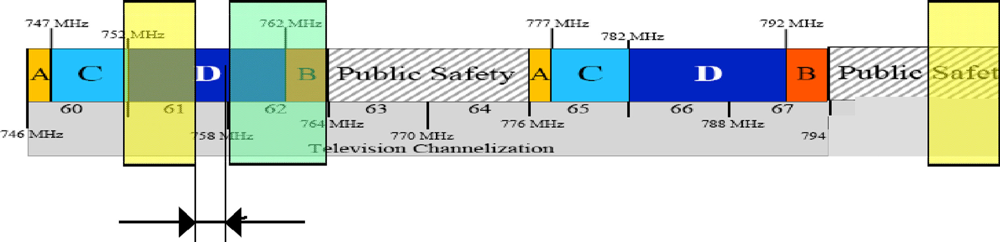 747 MHz 762 MHz 777 MHz 792 MHz
752 MHz 782 MHz
A C D B Public Safety A C D B Public Safet
60 61 62 63 64 65 66 67
764 MHz 776 MHz 788 MHz
746 MHz 758 MHz 770 MHz 794
Television Channelization